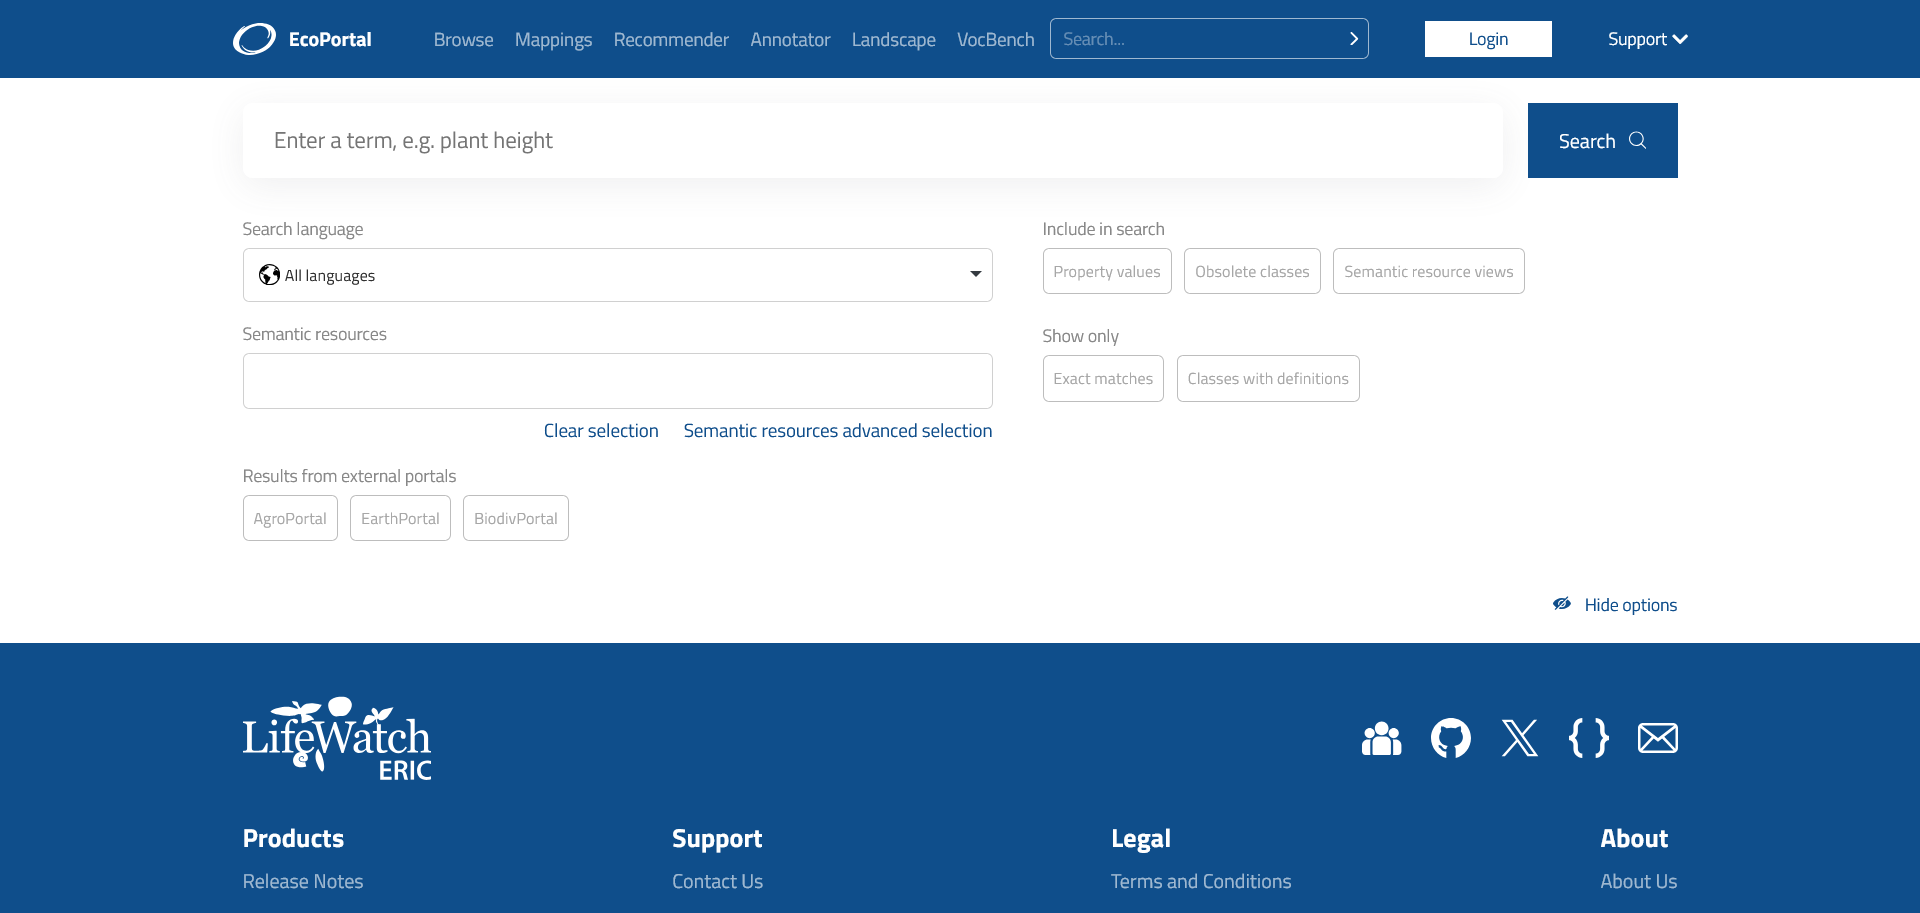 EcoPortal Browse Mappings Recommender Annotator Landscape VocBench Search... Login Support
Enter a term, e.g. plant height
Search
Search language
All languages
Include in search
Property values Obsolete classes Semantic resource views
Semantic resources
Show only
Exact matches Classes with definitions
Clear selection Semantic resources advanced selection
Results from external portals
AgroPortal EarthPortal BiodivPortal
Hide options
LifeWatch
ERIC
Products Support Legal About
Release Notes Contact Us Terms and Conditions About Us